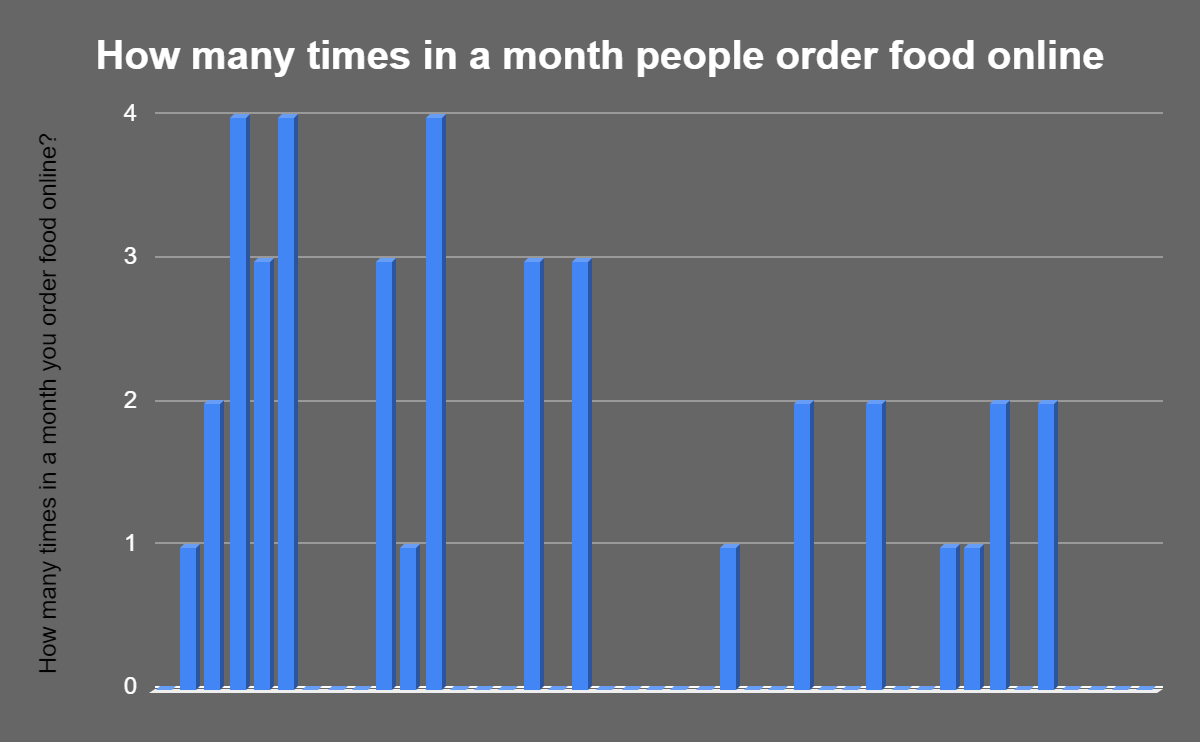 How many times in a month people order food online
How many times in a month you order food online?
4
3
2
1
0